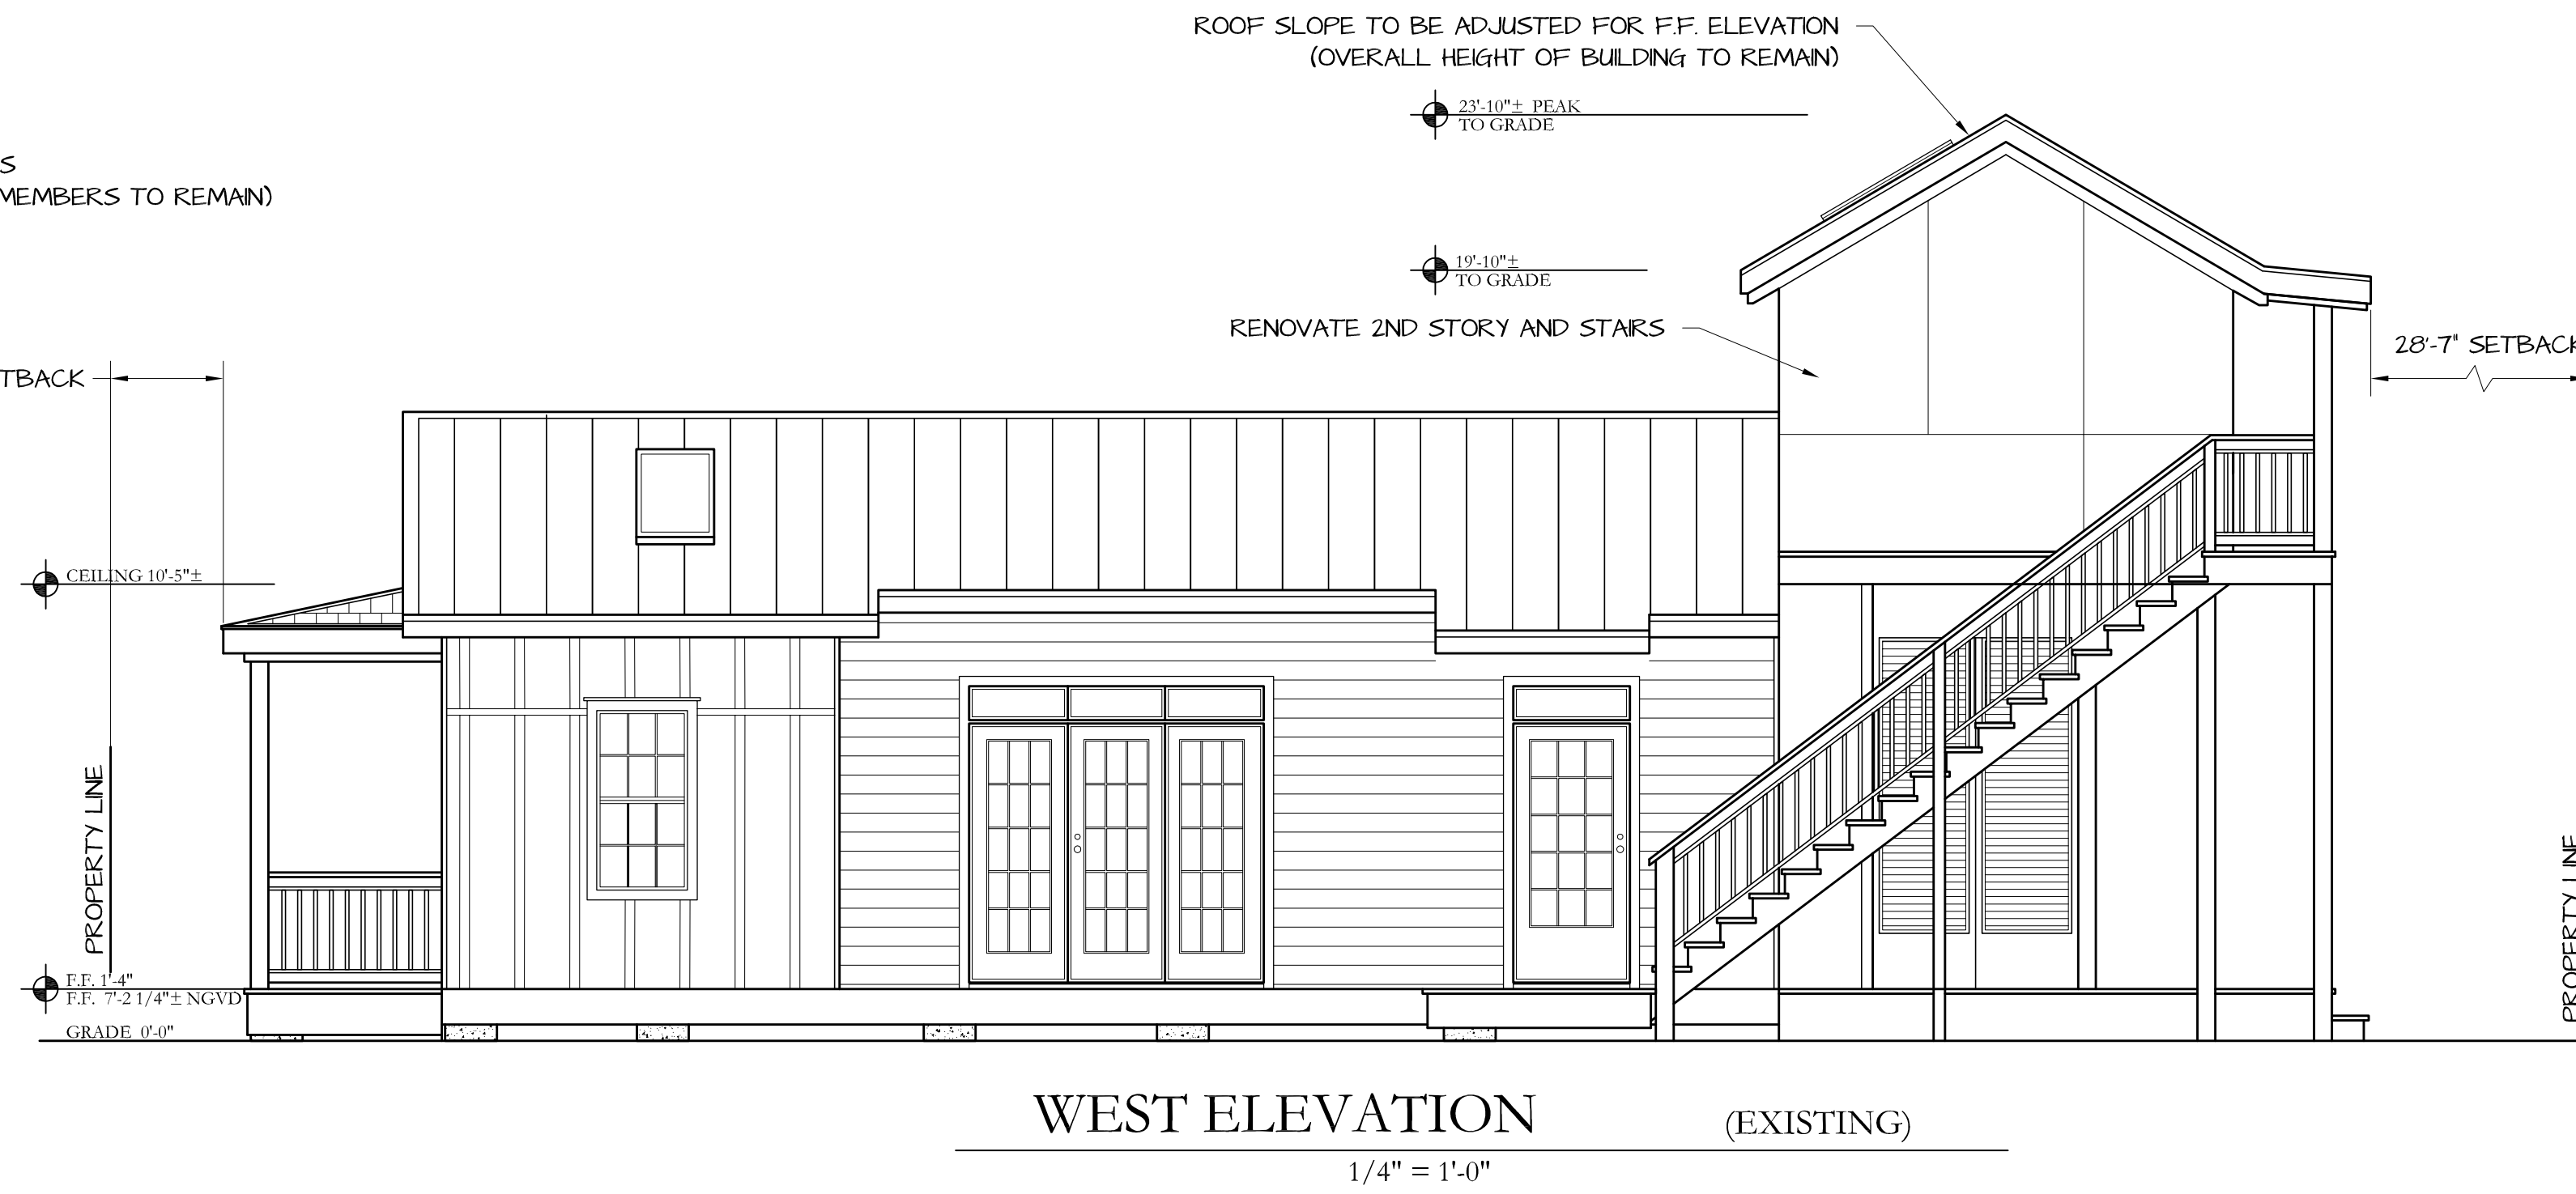 ROOF SLOPE TO BE ADJUSTED FOR F.F. ELEVATION
(OVERALL HEIGHT OF BUILDING TO REMAIN)
23'-10"± PEAK
TO GRADE
S
MEMBERS TO REMAIN)
19'-10"±
TO GRADE
RENOVATE 2ND STORY AND STAIRS
28'-7" SETBACK
TBACK
CEILING 10'-5"±
PROPERTY LINE
PROPERTY LINE
F.F. 1'-4"
F.F. 7'-2 1/4"± NGVD
GRADE 0'-0"
WEST ELEVATION (EXISTING)
1/4" = 1'-0"